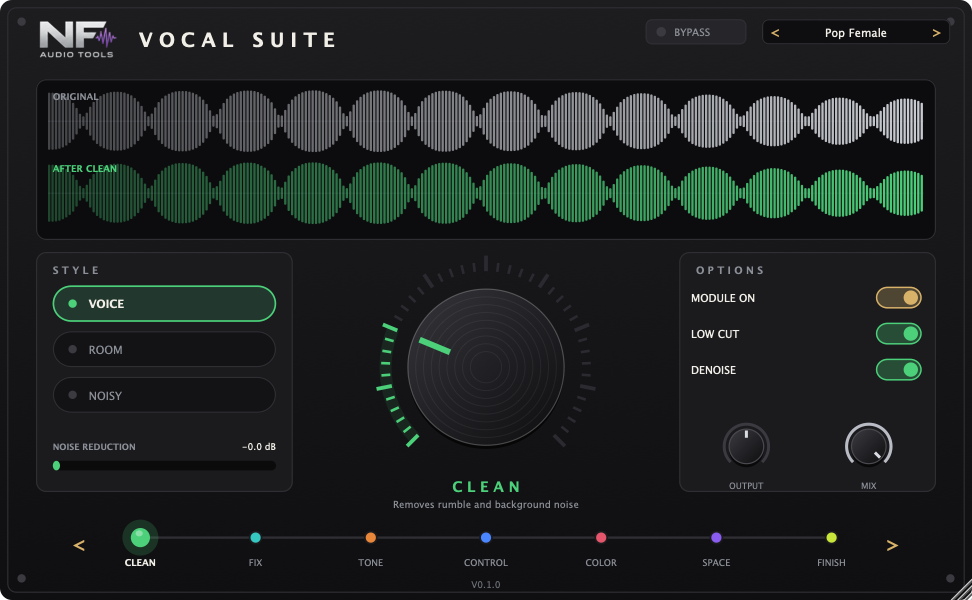 NF
AUDIO TOOLS
VOCAL SUITE
BYPASS
< Pop Female >
ORIGINAL
AFTER CLEAN
STYLE
VOICE
ROOM
NOISY
NOISE REDUCTION −0.0 dB
CLEAN
Removes rumble and background noise
OPTIONS
MODULE ON
LOW CUT
DENOISE
OUTPUT MIX
< >
CLEAN FIX TONE CONTROL COLOR SPACE FINISH
V0.1.0